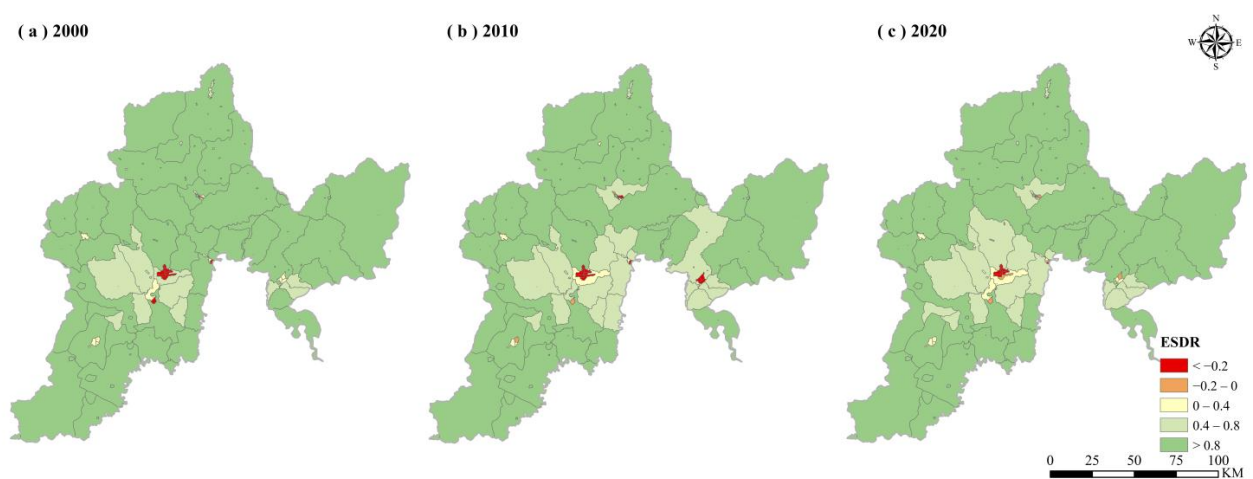 ( a ) 2000
( b ) 2010
( c ) 2020
N
W E
S
ESDR
< −0.2
−0.2 – 0
0 – 0.4
0.4 – 0.8
> 0.8
0 25 50 75 100
KM